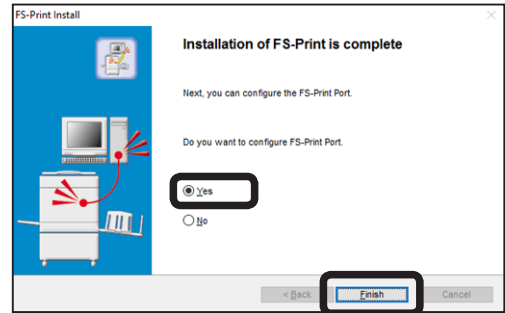 FS-Print Install
Installation of FS-Print is complete
Next, you can configure the FS-Print Port.
Do you want to configure FS-Print Port.
Yes
No
< Back Finish Cancel